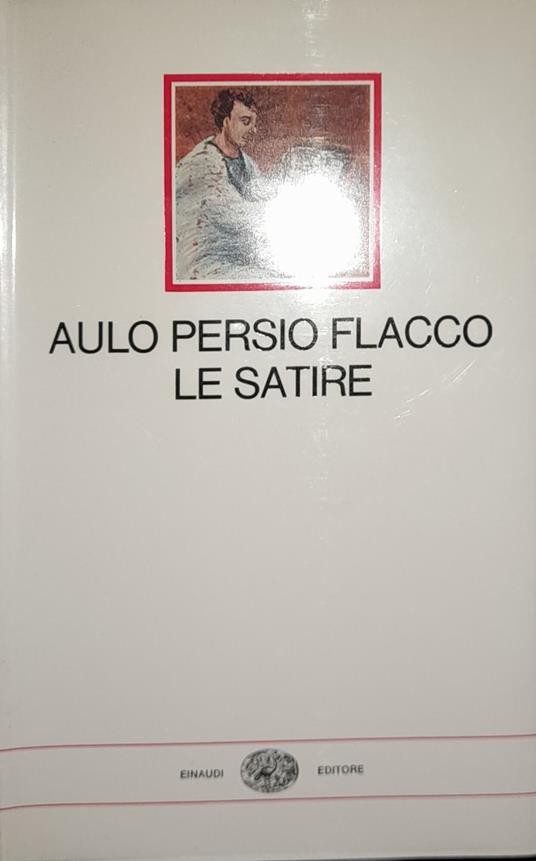 AULO PERSIO FLACCO
LE SATIRE
EINAUDI EDITORE